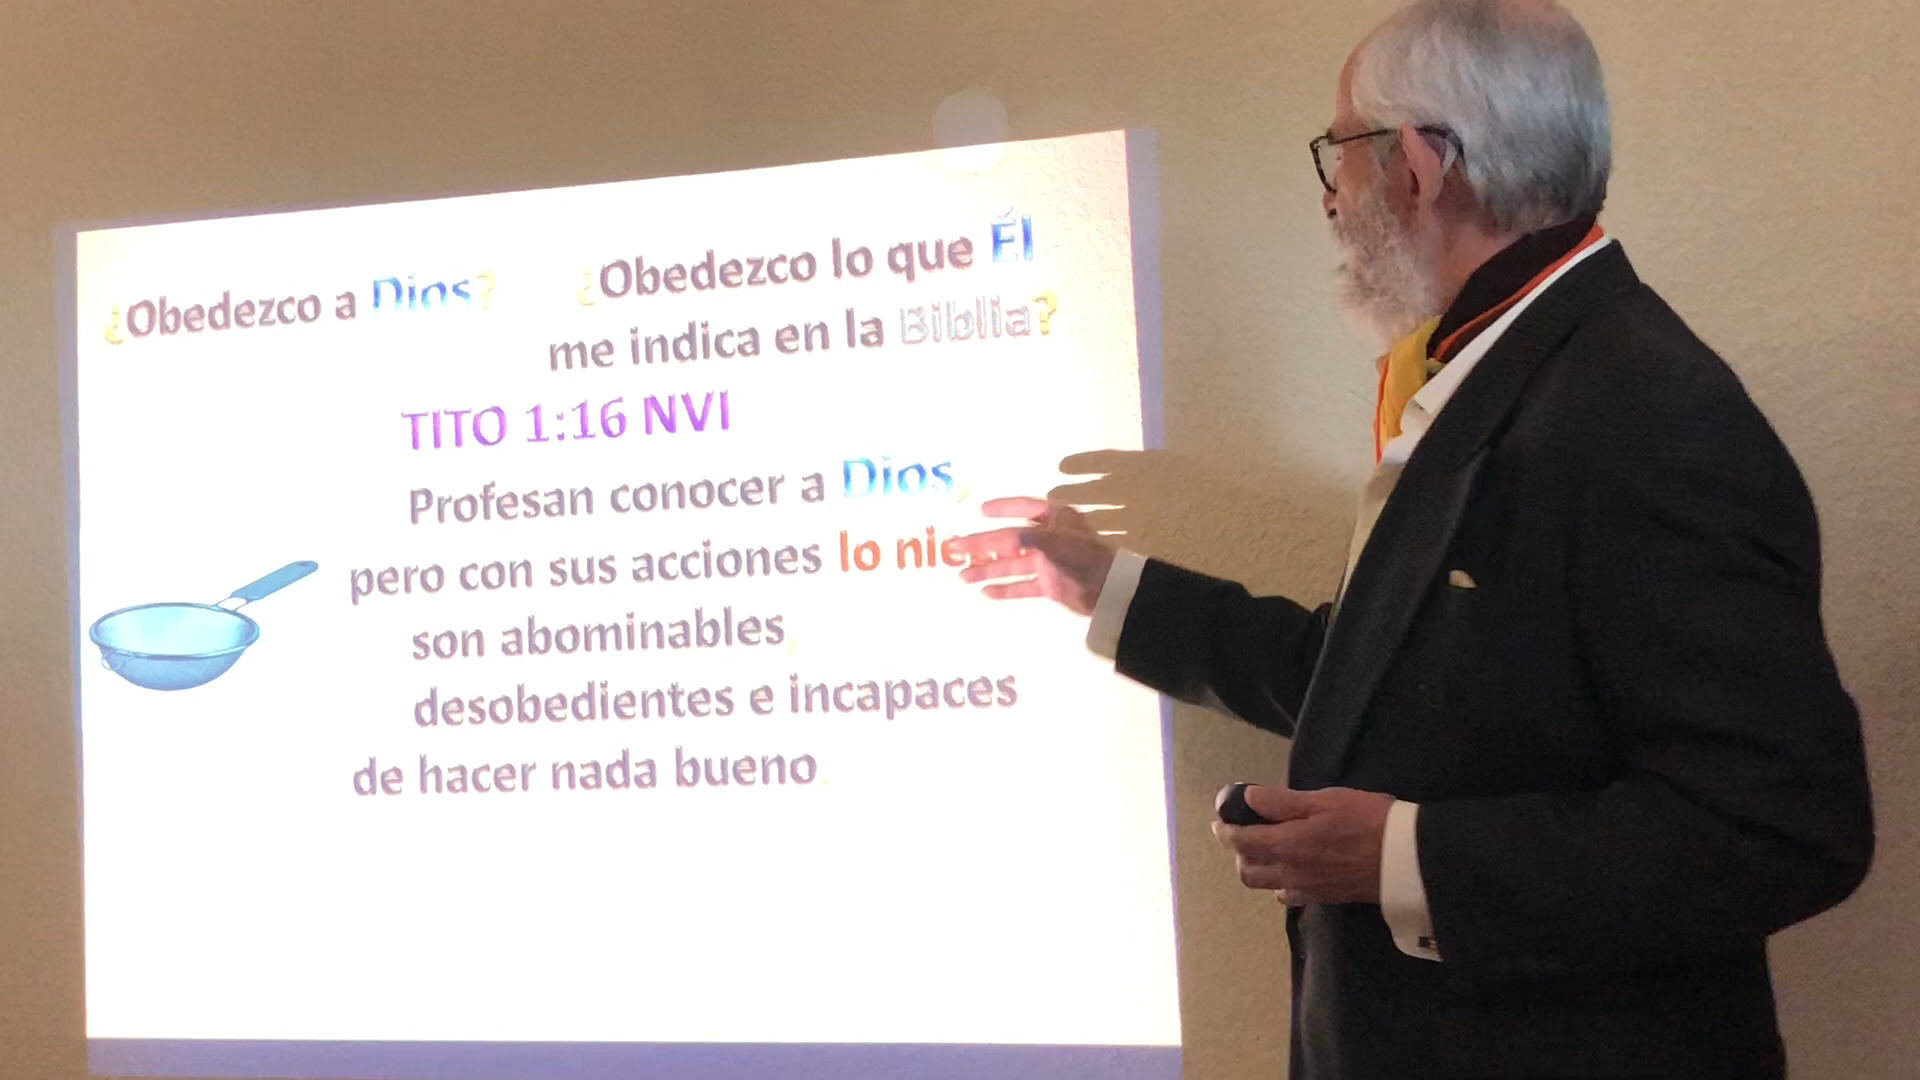 ¿Obedezco a Dios?
¿Obedezco lo que Él
me indica en la Biblia?
TITO 1:16 NVI
Profesan conocer a Dios,
pero con sus acciones lo
son abominables,
desobedientes e incapaces
de hacer nada bueno.